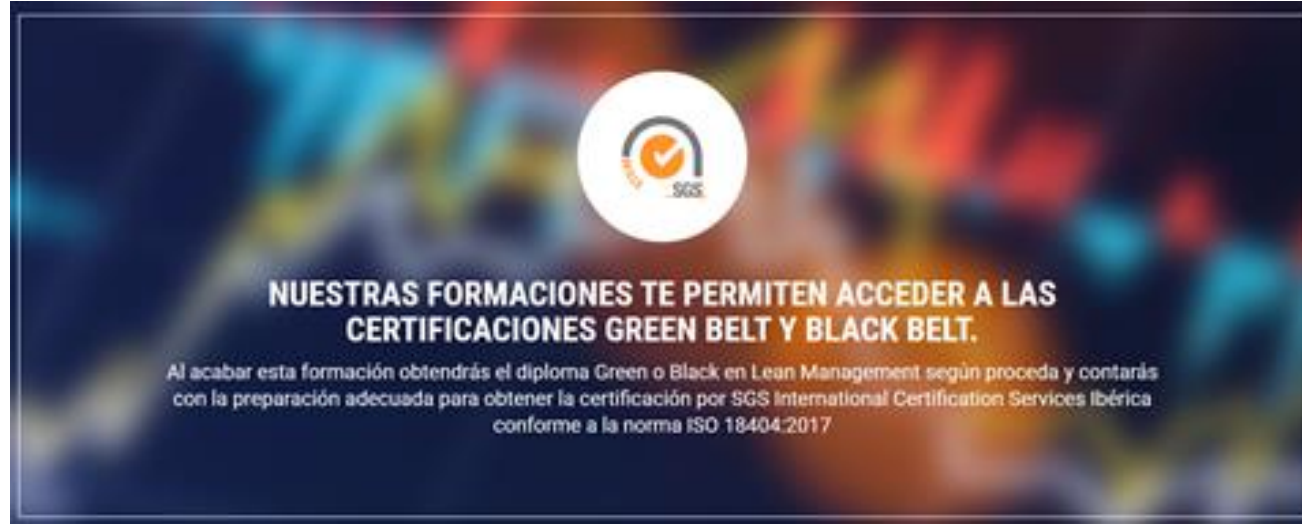 SGS
NUESTRAS FORMACIONES TE PERMITEN ACCEDER A LAS
CERTIFICACIONES GREEN BELT Y BLACK BELT.
Al acabar esta formación obtendrás el diploma Green o Black en Lean Management según proceda y contarás
con la preparación adecuada para obtener la certificación por SGS International Certification Services Ibérica
conforme a la norma ISO 18404:2017